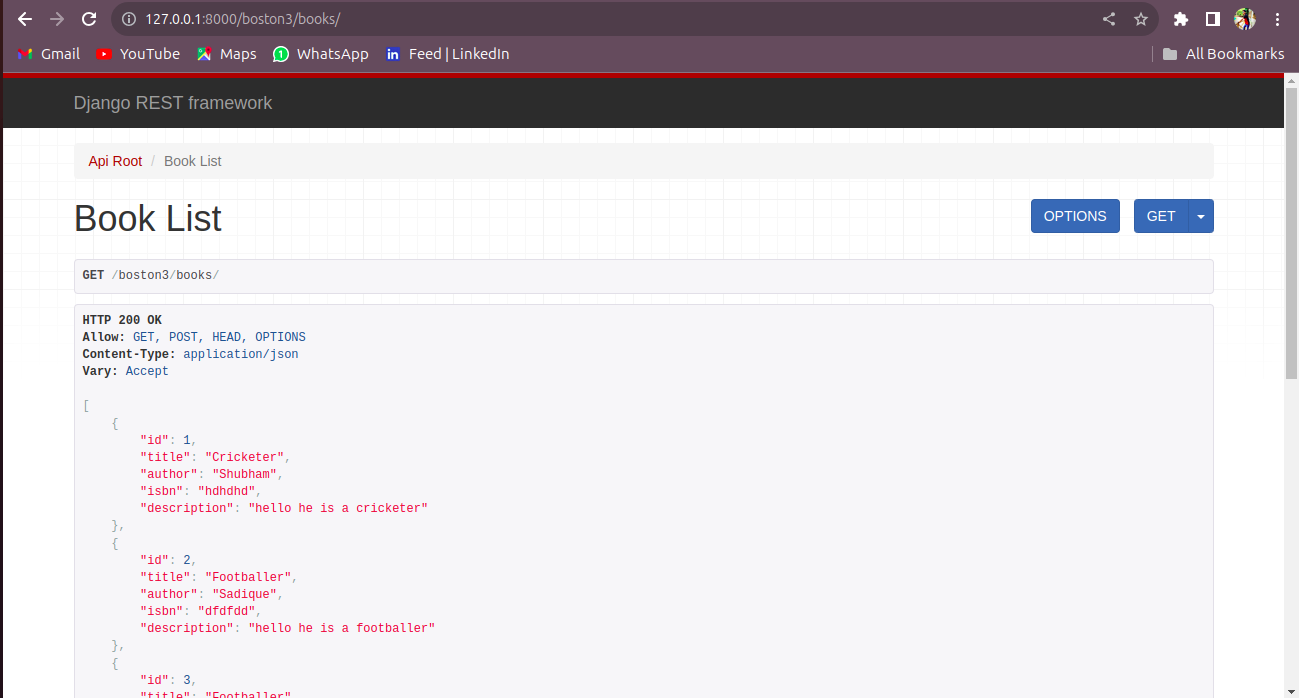 127.0.0.1:8000/boston3/books/
Gmail YouTube Maps 1 WhatsApp in Feed | LinkedIn All Bookmarks
Django REST framework
Api Root / Book List
Book List OPTIONS GET
GET /boston3/books/
HTTP 200 OK
Allow: GET, POST, HEAD, OPTIONS
Content-Type: application/json
Vary: Accept
[
{
"id": 1,
"title": "Cricketer",
"author": "Shubham",
"isbn": "hdhdhd",
"description": "hello he is a cricketer"
},
{
"id": 2,
"title": "Footballer",
"author": "Sadique",
"isbn": "dfdfdd",
"description": "hello he is a footballer"
},
{
"id": 3,
"title": "Footballer"